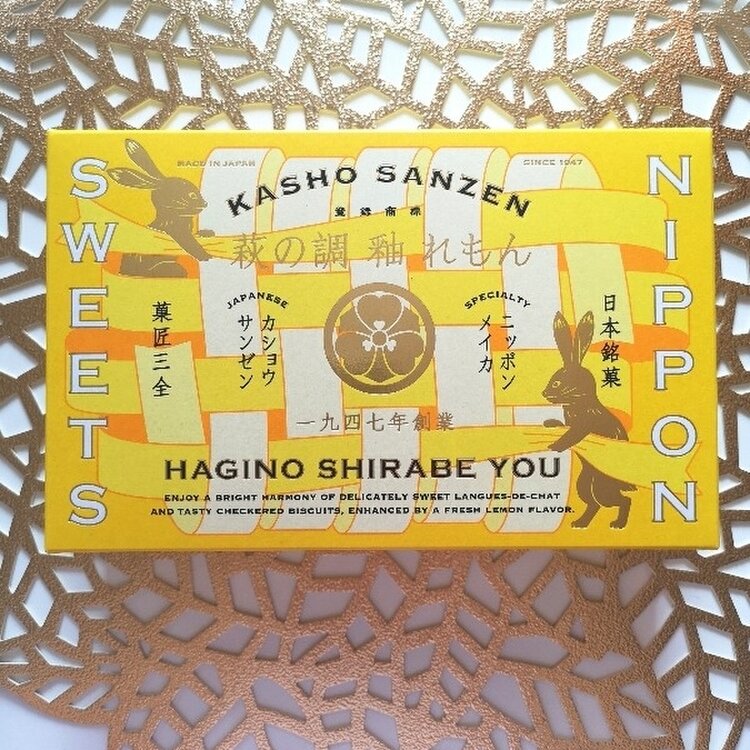 MADE IN JAPAN
SINCE 1947
KASHO SANZEN
登録商標
萩の調 釉 れもん
SWEETS
NIPPON
JAPANESE
SPECIALTY
菓匠三全
カショウ
サンゼン
ニッポン
メイカ
日本銘菓
一九四七年創業
HAGINO SHIRABE YOU
ENJOY A BRIGHT HARMONY OF DELICATELY SWEET LANGUES-DE-CHAT
AND TASTY CHECKERED BISCUITS, ENHANCED BY A FRESH LEMON FLAVOR.